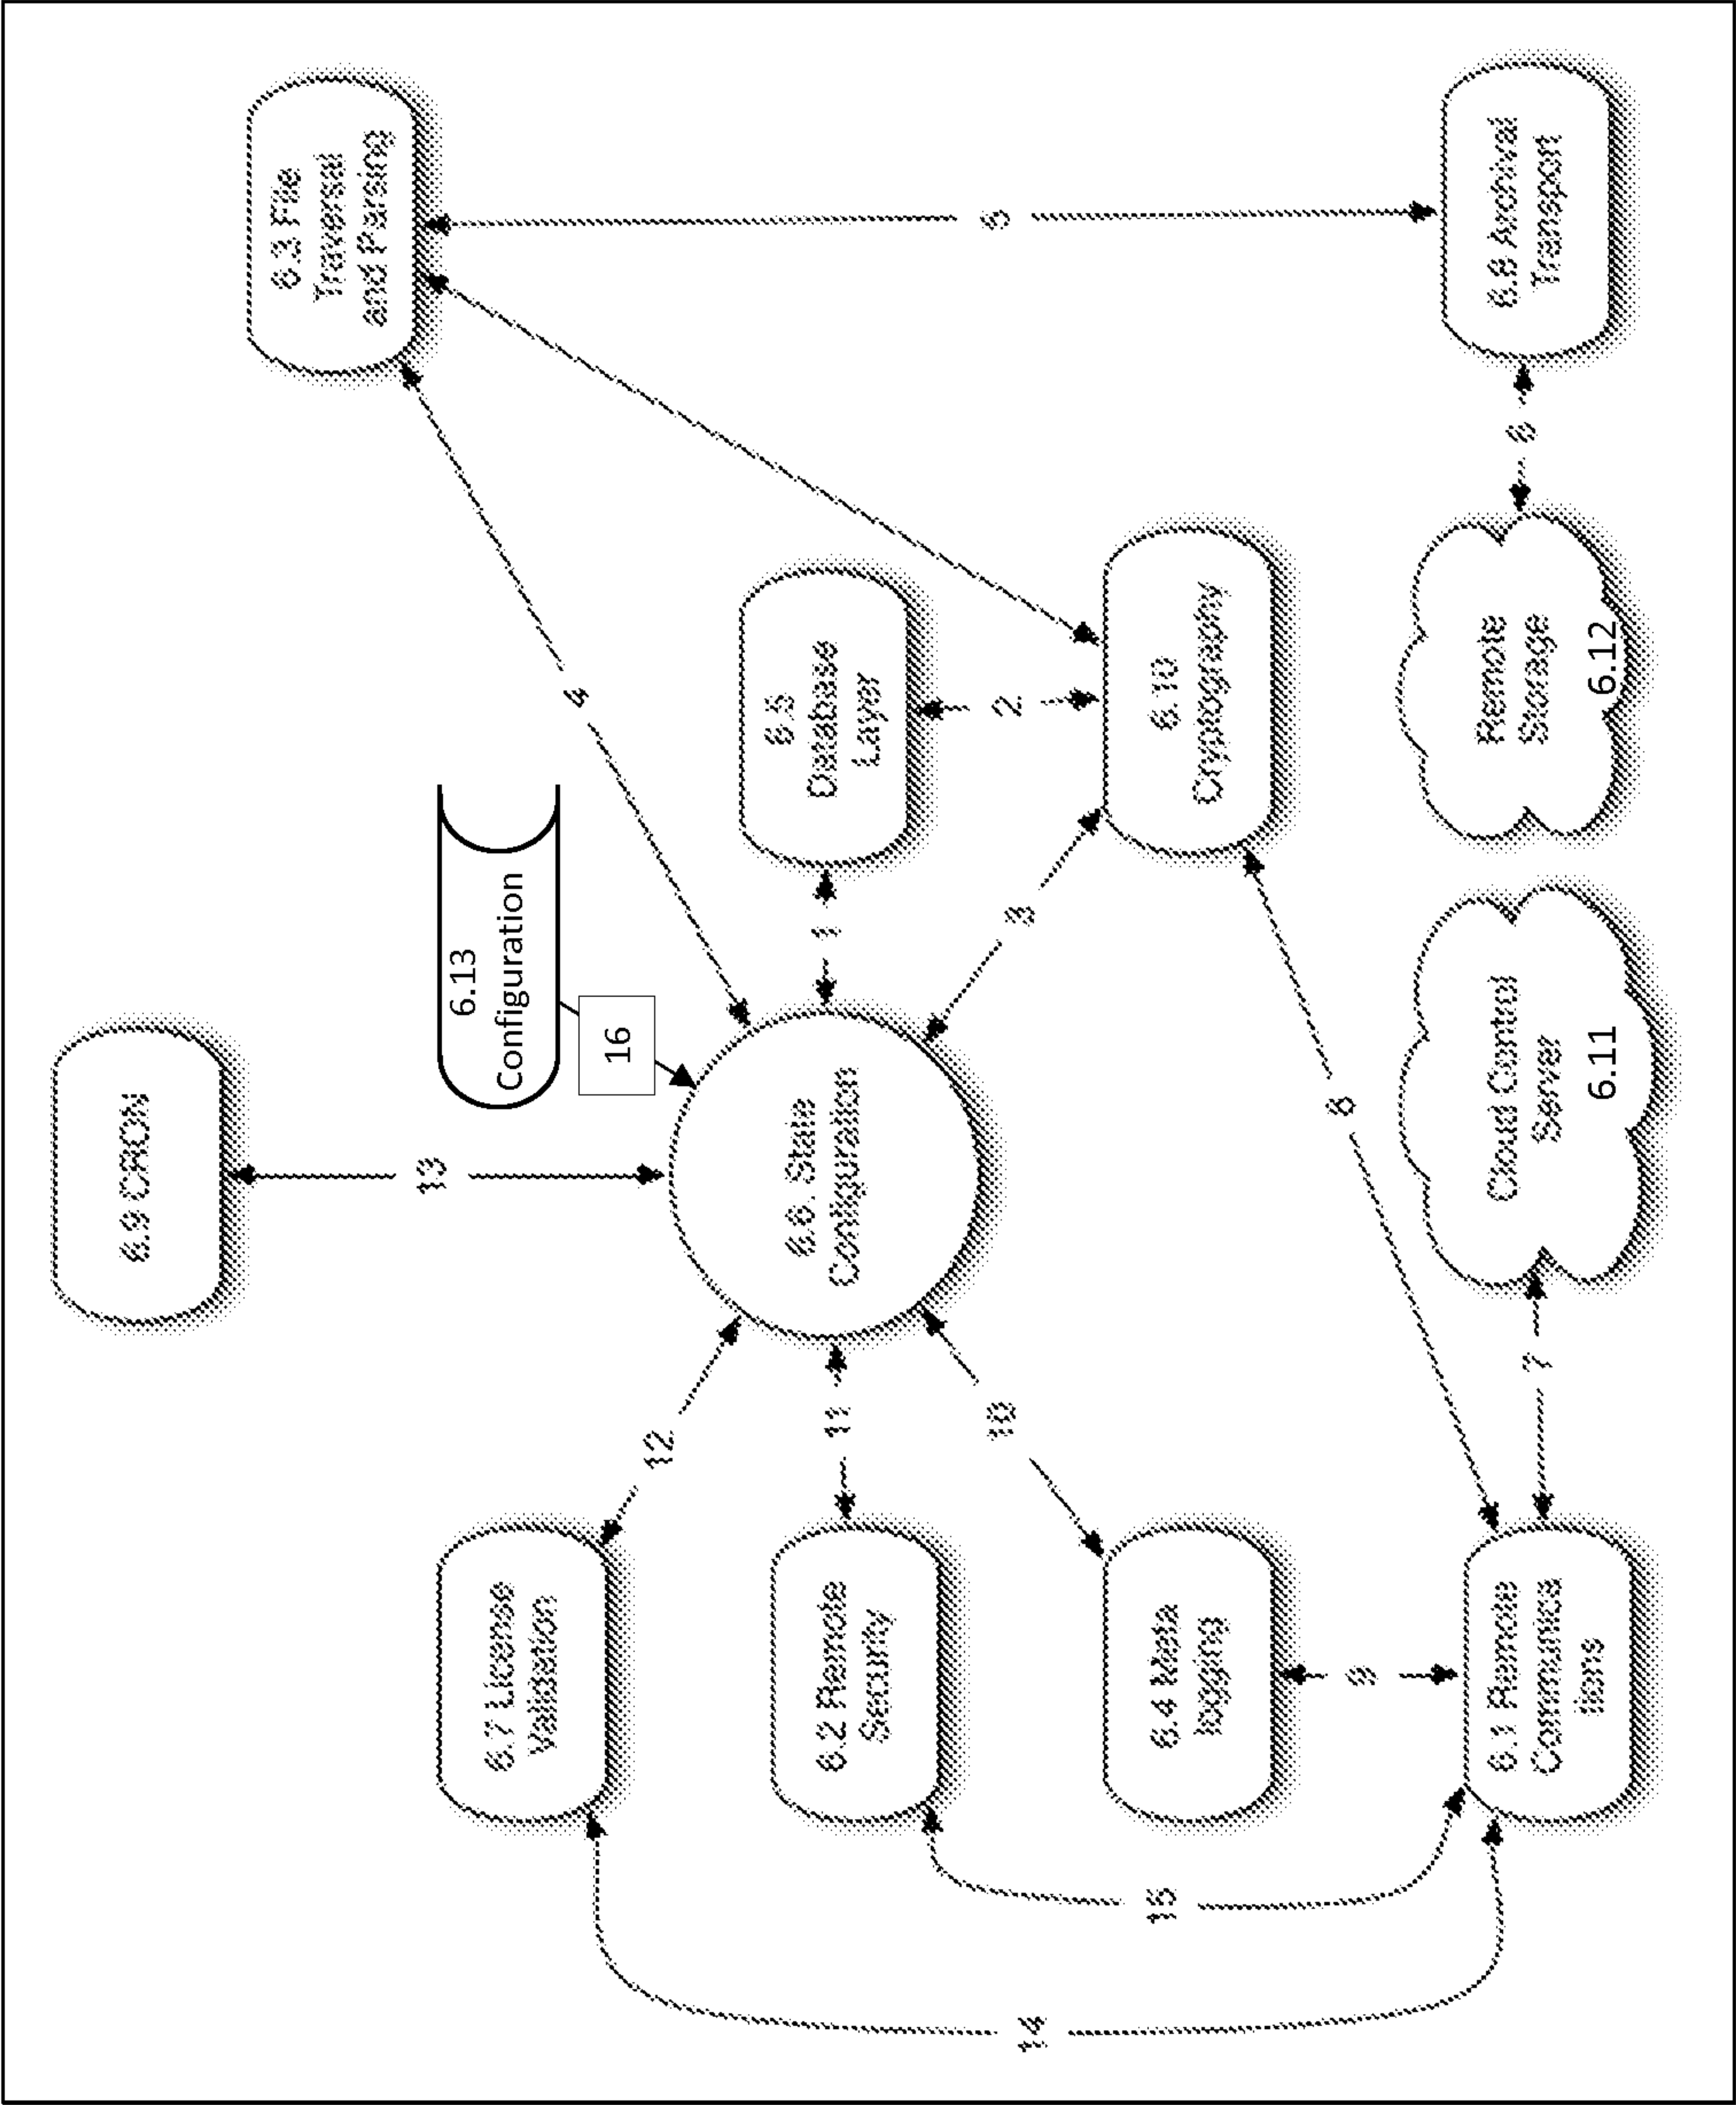 6.9 CRON
13
6.13
Configuration
16
6.3 File
Traversal
and Parsing
4
6.7 License
Validation
12
6.6. State
Configuration
1
6.5
Database
Layer
6.2 Remote
Security
11
2
3
5
10
6.4 Meta
logging
6.10
Cryptography
14
15
9
8
6.1 Remote
Communica
tions
7
Cloud Control
Server
6.11
Remote
Storage
6.12
6
6.8 Archival
Transport